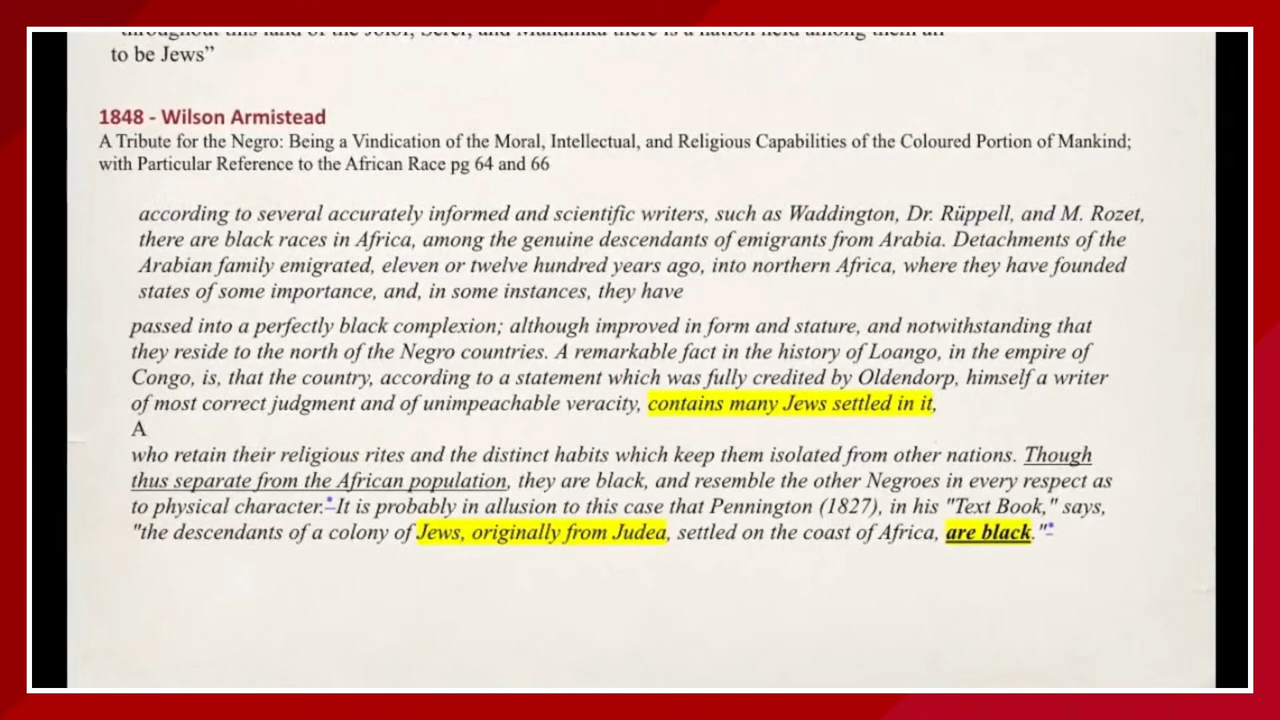 to be Jews”
1848 - Wilson Armistead
A Tribute for the Negro: Being a Vindication of the Moral, Intellectual, and Religious Capabilities of the Coloured Portion of Mankind;
with Particular Reference to the African Race pg 64 and 66
according to several accurately informed and scientific writers, such as Waddington, Dr. Rüppell, and M. Rozet,
there are black races in Africa, among the genuine descendants of emigrants from Arabia. Detachments of the
Arabian family emigrated, eleven or twelve hundred years ago, into northern Africa, where they have founded
states of some importance, and, in some instances, they have
passed into a perfectly black complexion; although improved in form and stature, and notwithstanding that
they reside to the north of the Negro countries. A remarkable fact in the history of Loango, in the empire of
Congo, is, that the country, according to a statement which was fully credited by Oldendorp, himself a writer
of most correct judgment and of unimpeachable veracity, contains many Jews settled in it,
A
who retain their religious rites and the distinct habits which keep them isolated from other nations. Though
thus separate from the African population, they are black, and resemble the other Negroes in every respect as
to physical character.* It is probably in allusion to this case that Pennington (1827), in his "Text Book," says,
"the descendants of a colony of Jews, originally from Judea, settled on the coast of Africa, are black."*